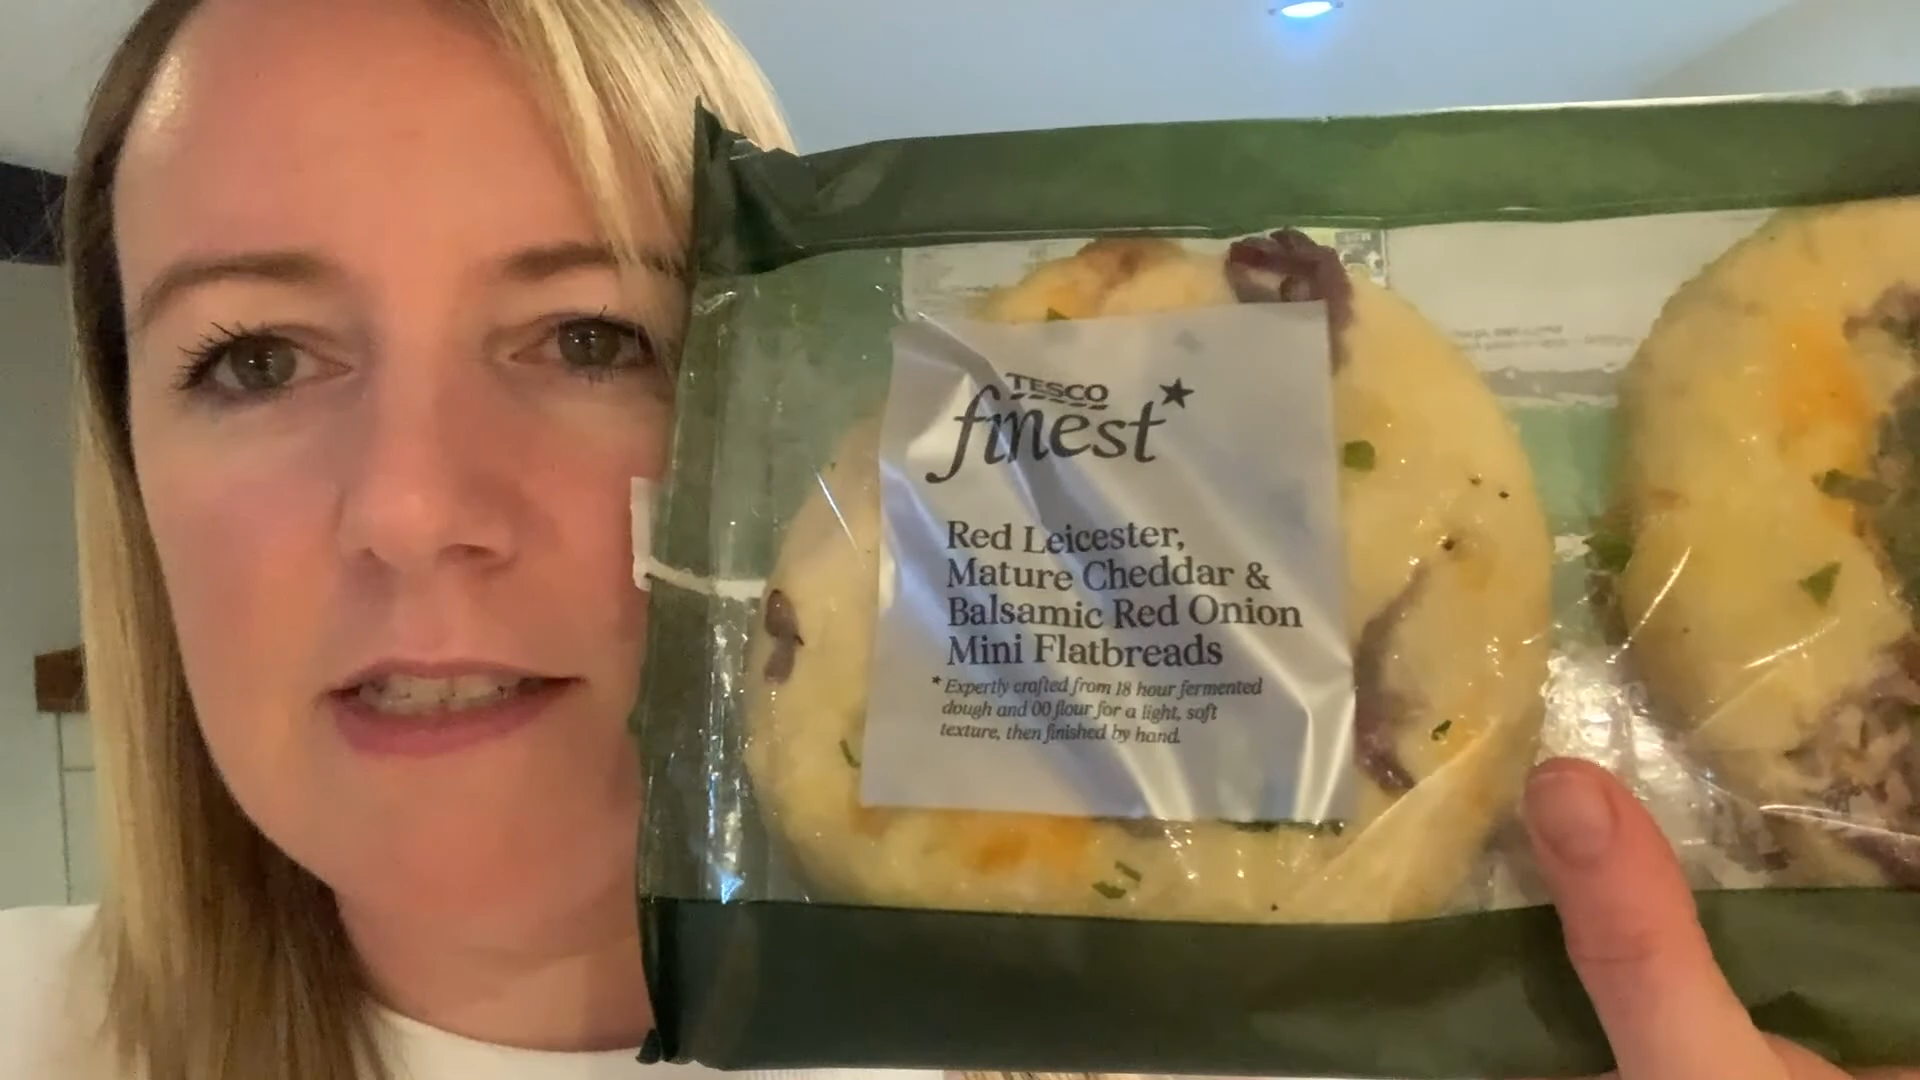 TESCO
finest*
Red Leicester,
Mature Cheddar &
Balsamic Red Onion
Mini Flatbreads
*Expertly crafted from 18 hour fermented
dough and 00 flour for a light, soft
texture, then finished by hand.